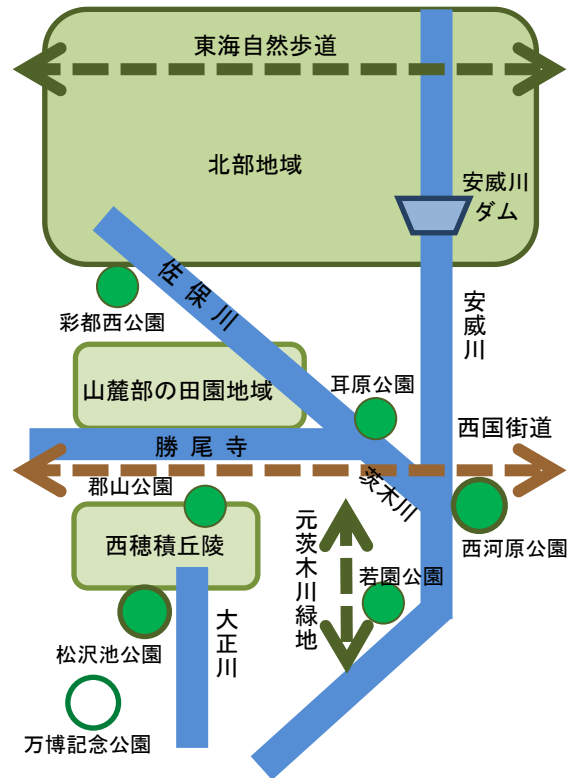 東海自然歩道
北部地域
安威川
ダム
佐保川
安威川
彩都西公園
山麓部の田園地域
耳原公園
勝尾寺
西国街道
茨木川
郡山公園
西穂積丘陵
元茨木川緑地
西河原公園
若園公園
大正川
松沢池公園
万博記念公園